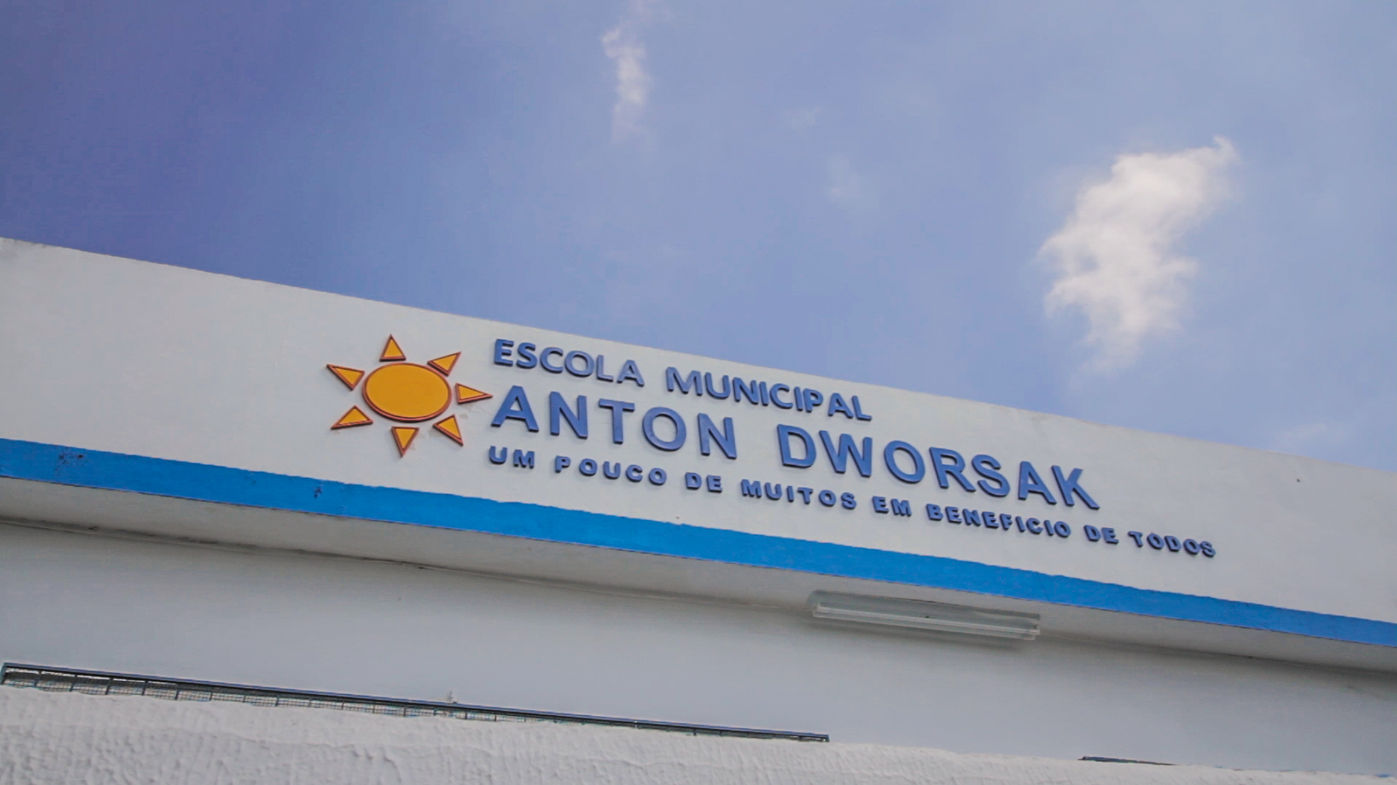 ESCOLA MUNICIPAL
ANTON DWORSAK
UM POUCO DE MUITOS EM BENEFICIO DE TODOS